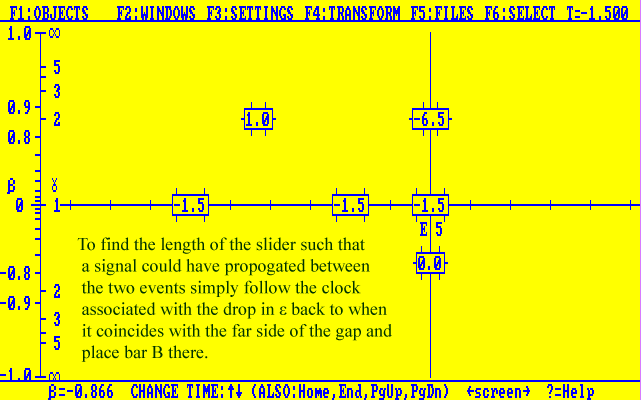 F1:OBJECTS F2:WINDOWS F3:SETTINGS F4:TRANSFORM F5:FILES F6:SELECT T=-1.500
1.0 ∞
5
3
0.9 2
0.8
1.0 -6.5
β γ
0 1 -1.5 -1.5 -1.5
E 5
0.0
To find the length of the slider such that
a signal could have propogated between
the two events simply follow the clock
associated with the drop in ε back to when
it coincides with the far side of the gap and
place bar B there.
-0.8
2
-0.9
3
5
-1.0 ∞
β=-0.866 CHANGE TIME:↑↓ (ALSO:Home,End,PgUp,PgDn) ←screen→ ?=Help